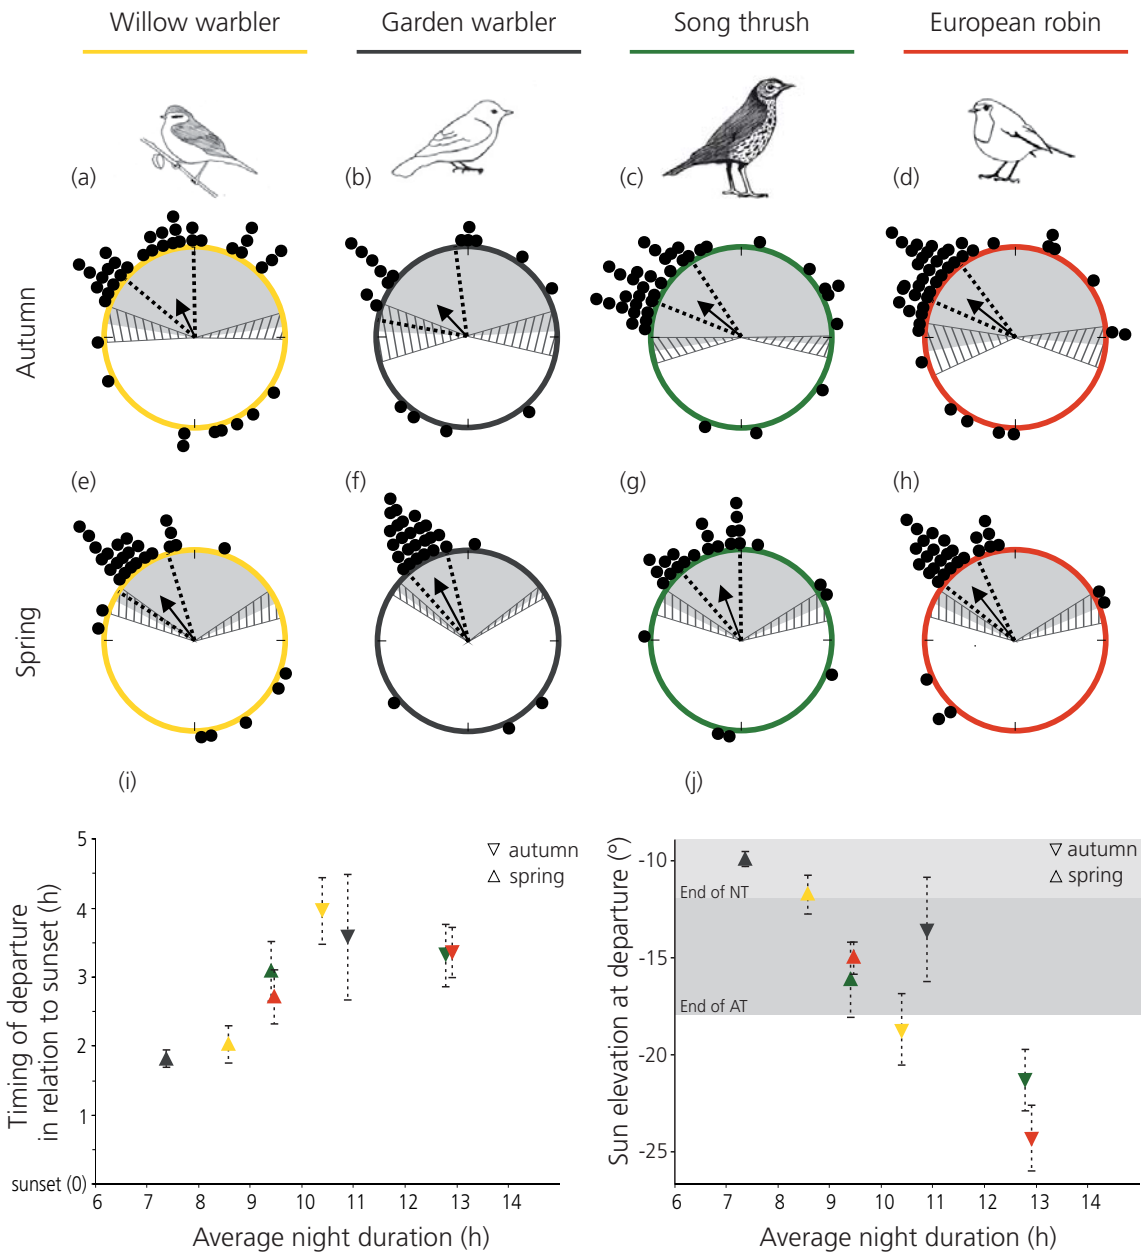 Willow warbler
Garden warbler
Song thrush
European robin
(a)
(b)
(c)
(d)
Autumn
(e)
(f)
(g)
(h)
Spring
(i)
(j)
Timing of departure
in relation to sunset (h)
5
4
3
2
1
sunset (0)
6 7 8 9 10 11 12 13 14
Average night duration (h)
autumn
spring
Sun elevation at departure (°)
-10
-15
-20
-25
End of NT
End of AT
autumn
spring
6 7 8 9 10 11 12 13 14
Average night duration (h)